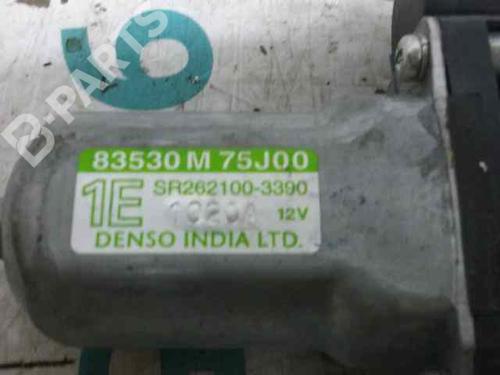 B-PARTS
83530 M 75J00
1E
SR262100-3390
12V
DENSO INDIA LTD.